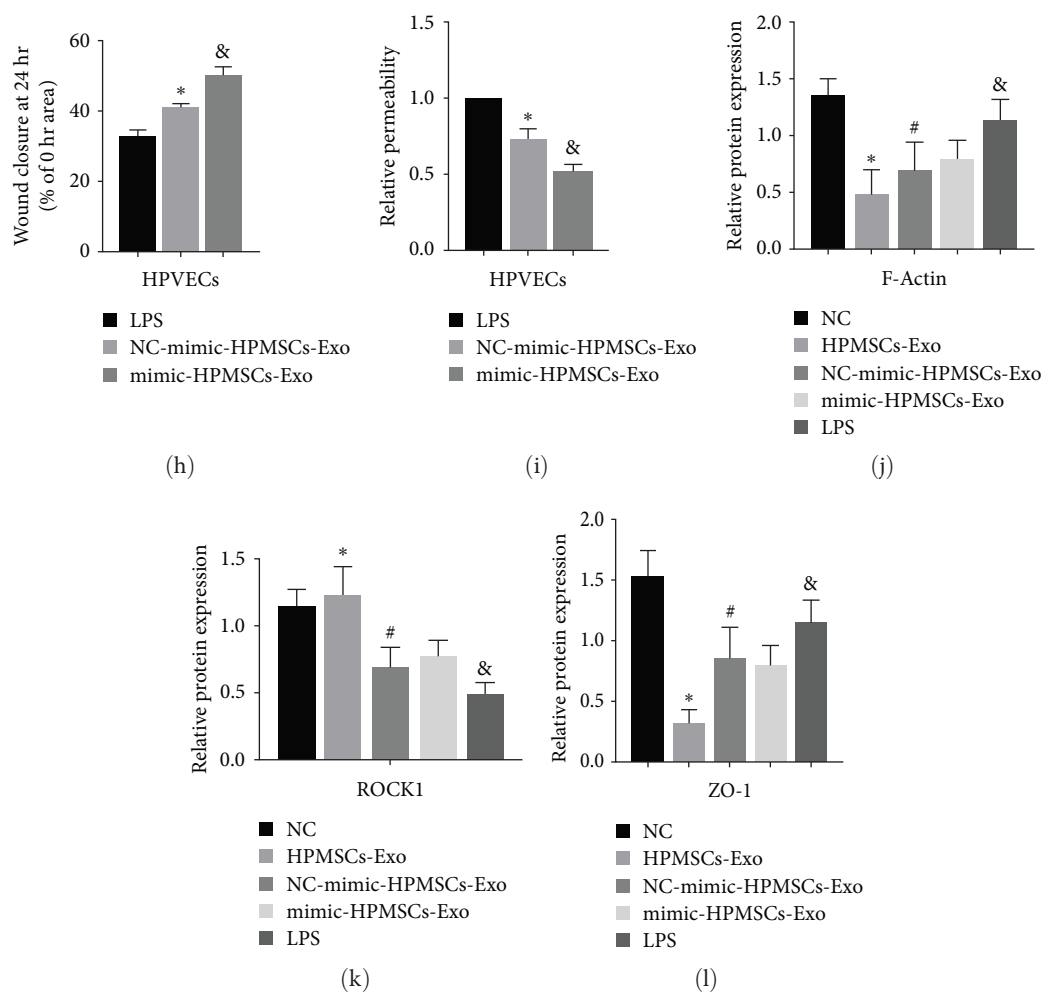 Wound closure at 24 hr
(% of 0 hr area)
60
40
20
0
*
&
HPVECs
LPS
NC-mimic-HPMSCs-Exo
mimic-HPMSCs-Exo
(h)
Relative permeability
1.5
1.0
0.5
0.0
*
&
HPVECs
LPS
NC-mimic-HPMSCs-Exo
mimic-HPMSCs-Exo
(i)
Relative protein expression
2.0
1.5
1.0
0.5
0.0
*
#
&
F-Actin
NC
HPMSCs-Exo
NC-mimic-HPMSCs-Exo
mimic-HPMSCs-Exo
LPS
(j)
Relative protein expression
1.5
1.0
0.5
0.0
*
#
&
ROCK1
NC
HPMSCs-Exo
NC-mimic-HPMSCs-Exo
mimic-HPMSCs-Exo
LPS
(k)
Relative protein expression
2.0
1.5
1.0
0.5
0.0
*
#
&
ZO-1
NC
HPMSCs-Exo
NC-mimic-HPMSCs-Exo
mimic-HPMSCs-Exo
LPS
(l)